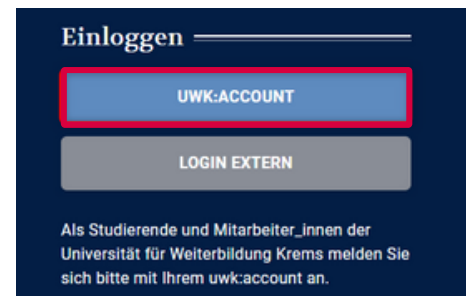 Einloggen
UWK:ACCOUNT
LOGIN EXTERN
Als Studierende und Mitarbeiter_innen der
Universität für Weiterbildung Krems melden Sie
sich bitte mit Ihrem uwk:account an.